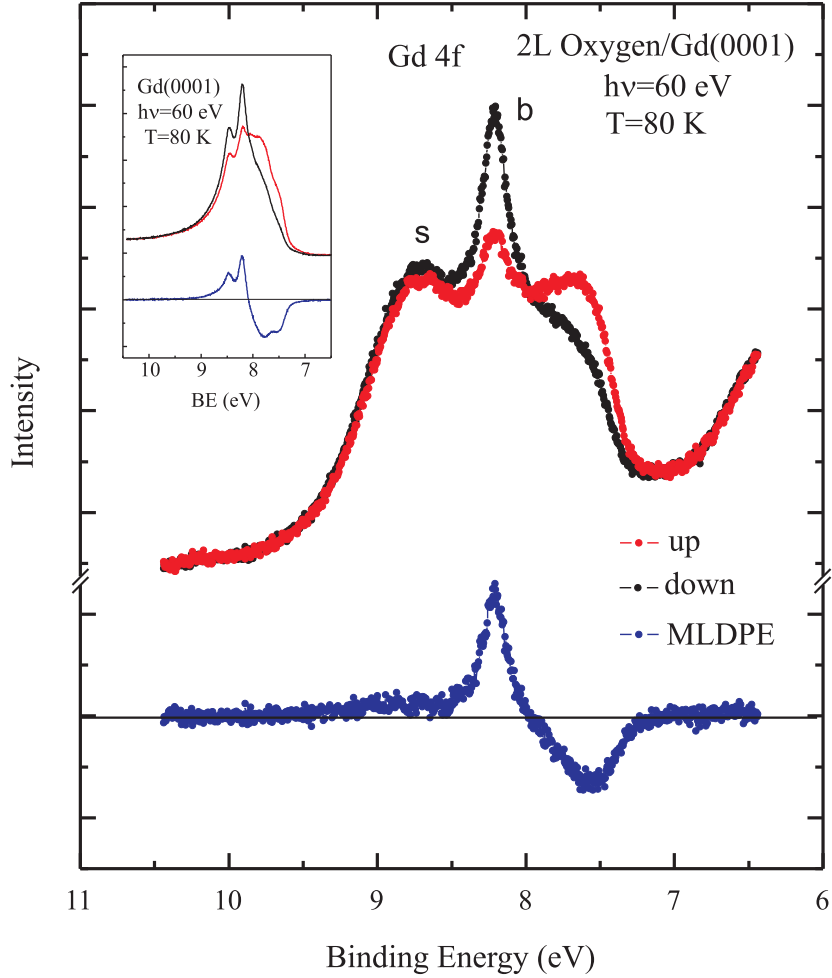 Gd 4f
2L Oxygen/Gd(0001)
hν=60 eV
T=80 K
Gd(0001)
hν=60 eV
T=80 K
10 9 8 7
BE (eV)
b
s
Intensity
up
down
MLDPE
11 10 9 8 7 6
Binding Energy (eV)